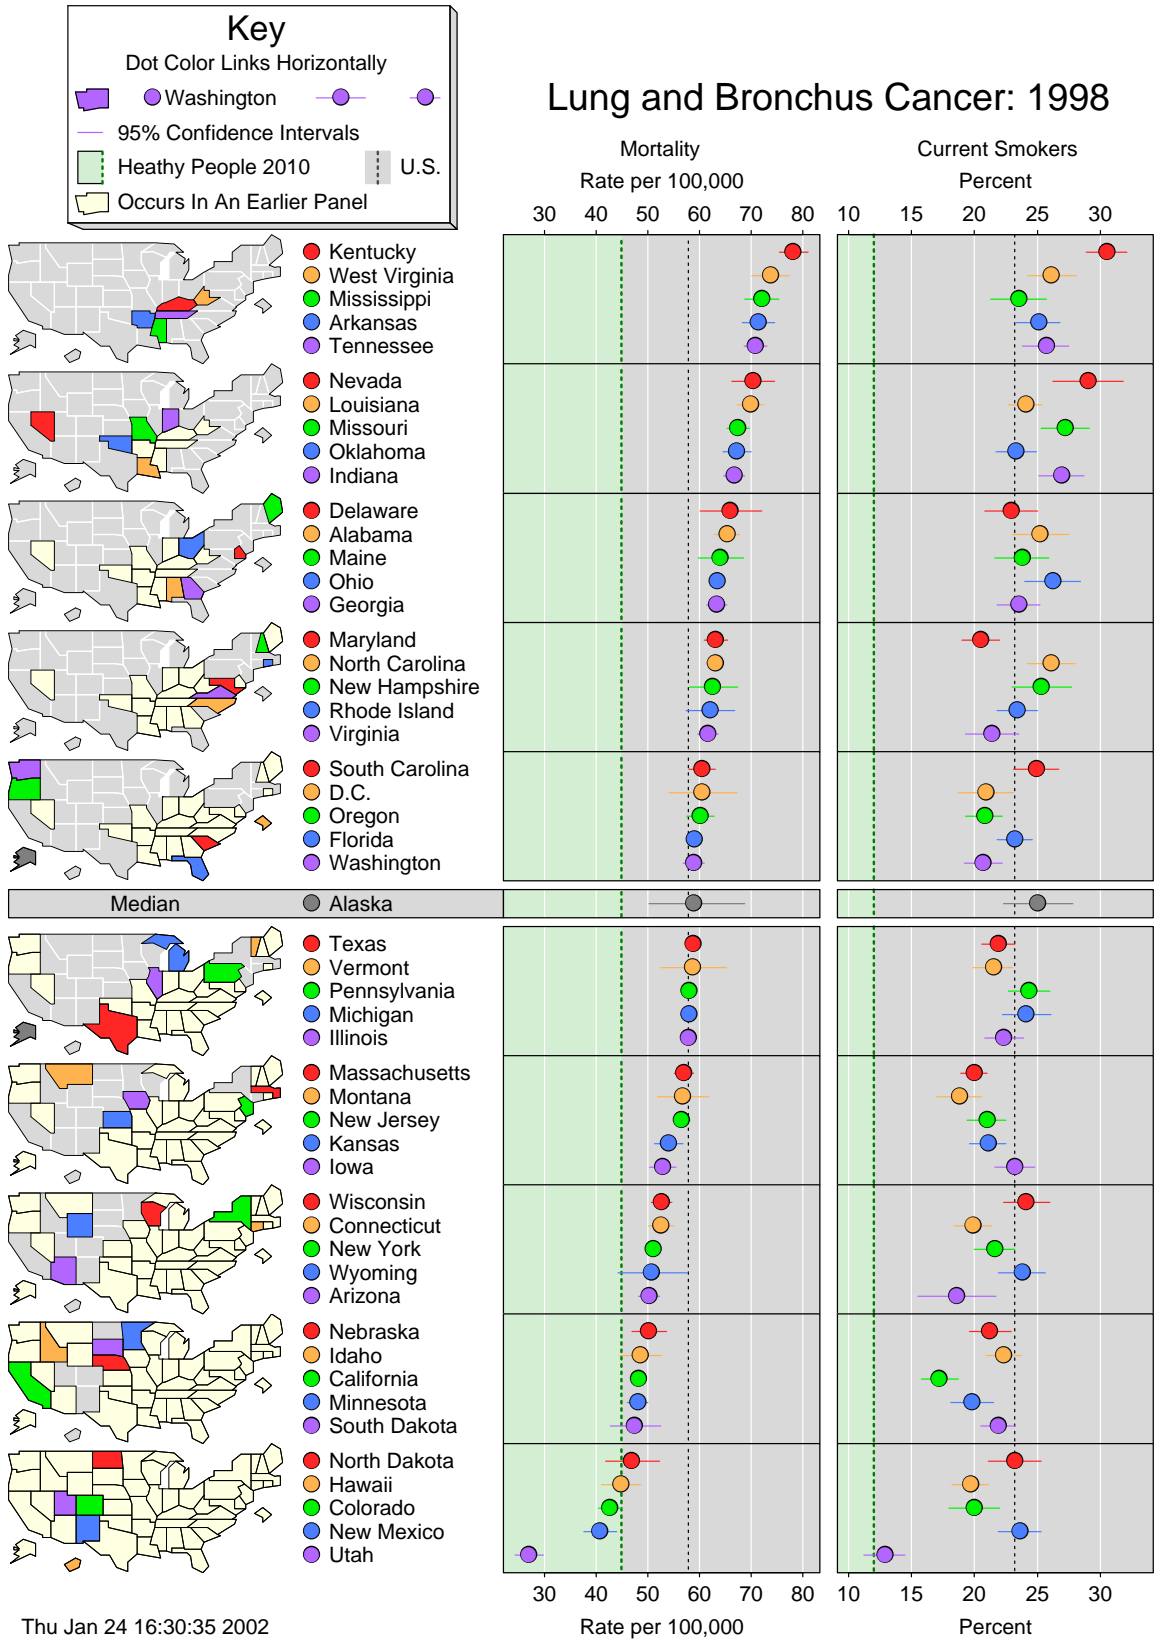 Key
Dot Color Links Horizontally
Washington
95% Confidence Intervals
Heathy People 2010
U.S.
Occurs In An Earlier Panel
Lung and Bronchus Cancer: 1998
Mortality
Rate per 100,000
30 40 50 60 70 80
Current Smokers
Percent
10 15 20 25 30
Kentucky
West Virginia
Mississippi
Arkansas
Tennessee
Nevada
Louisiana
Missouri
Oklahoma
Indiana
Delaware
Alabama
Maine
Ohio
Georgia
Maryland
North Carolina
New Hampshire
Rhode Island
Virginia
South Carolina
D.C.
Oregon
Florida
Washington
Median Alaska
Texas
Vermont
Pennsylvania
Michigan
Illinois
Massachusetts
Montana
New Jersey
Kansas
Iowa
Wisconsin
Connecticut
New York
Wyoming
Arizona
Nebraska
Idaho
California
Minnesota
South Dakota
North Dakota
Hawaii
Colorado
New Mexico
Utah
30 40 50 60 70 80
Rate per 100,000
10 15 20 25 30
Percent
Thu Jan 24 16:30:35 2002